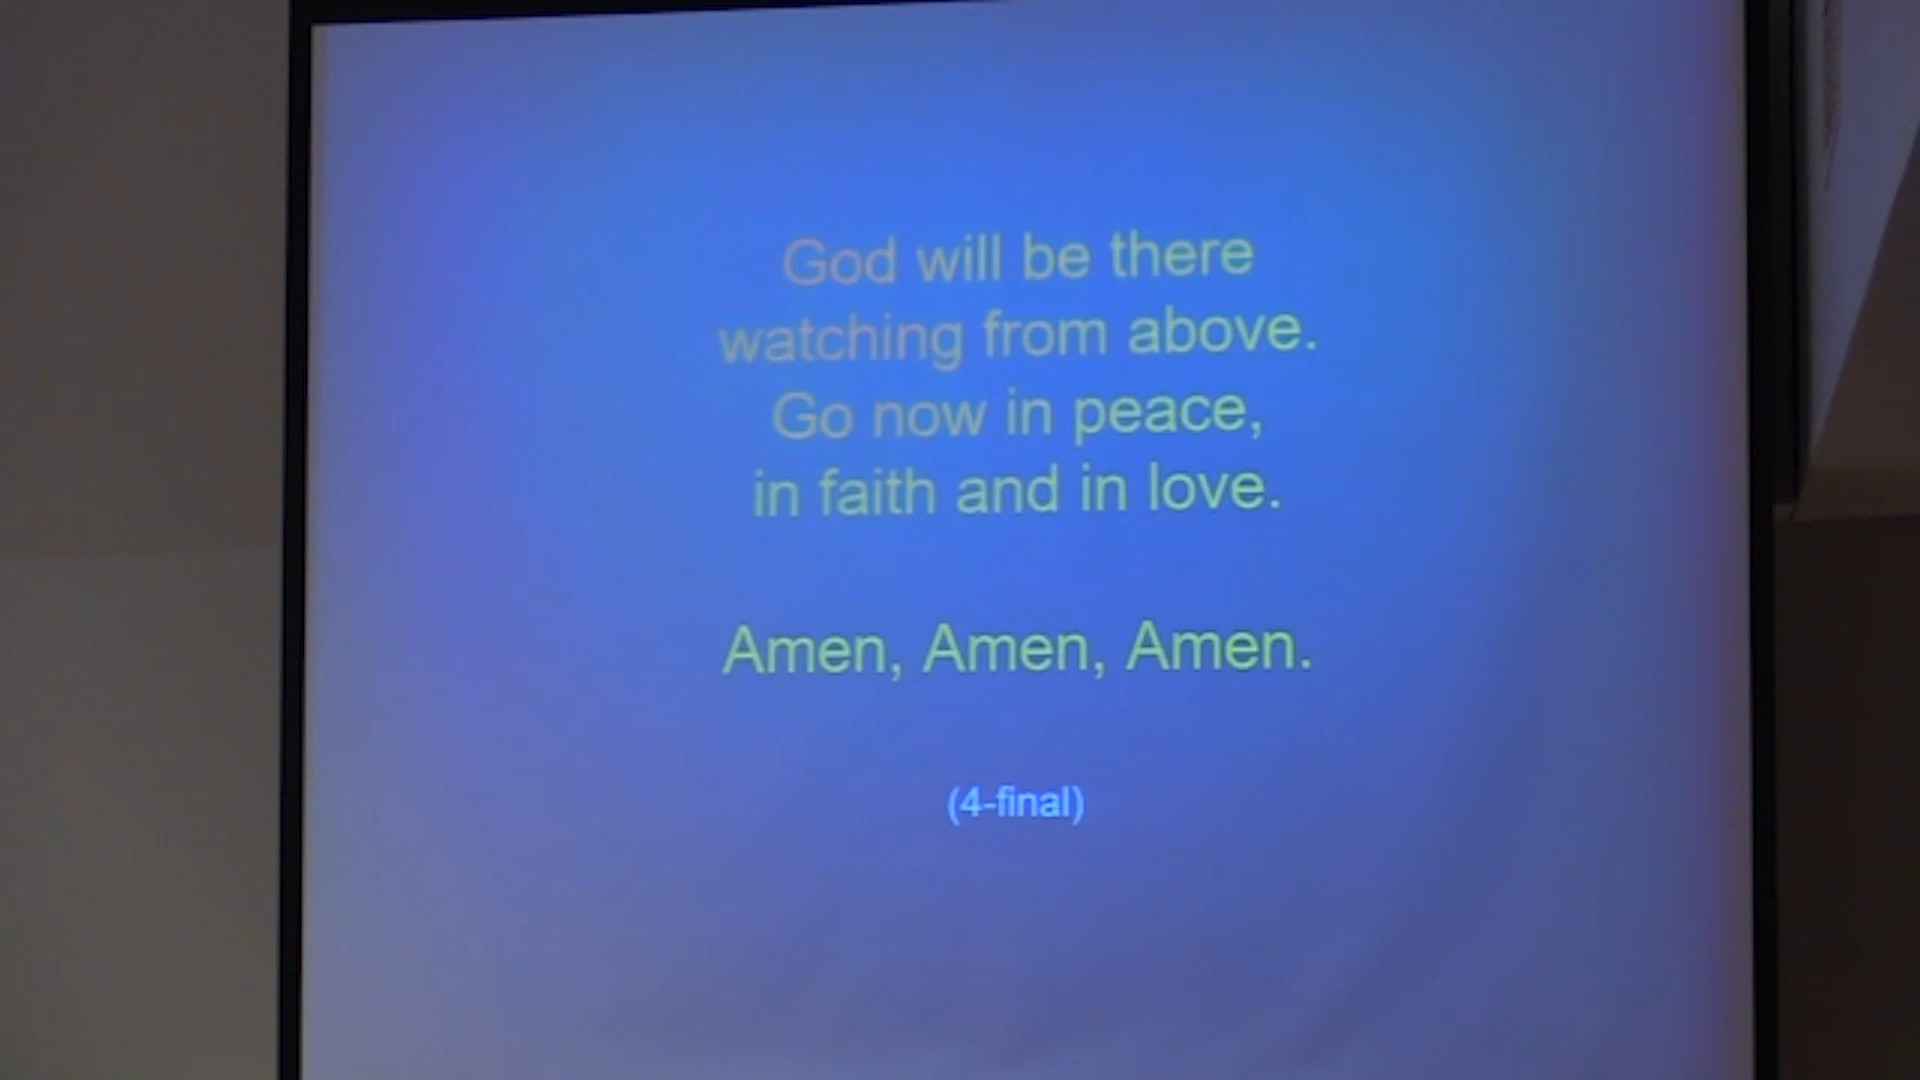 God will be there
watching from above.
Go now in peace,
in faith and in love.
Amen, Amen, Amen.
(4-final)